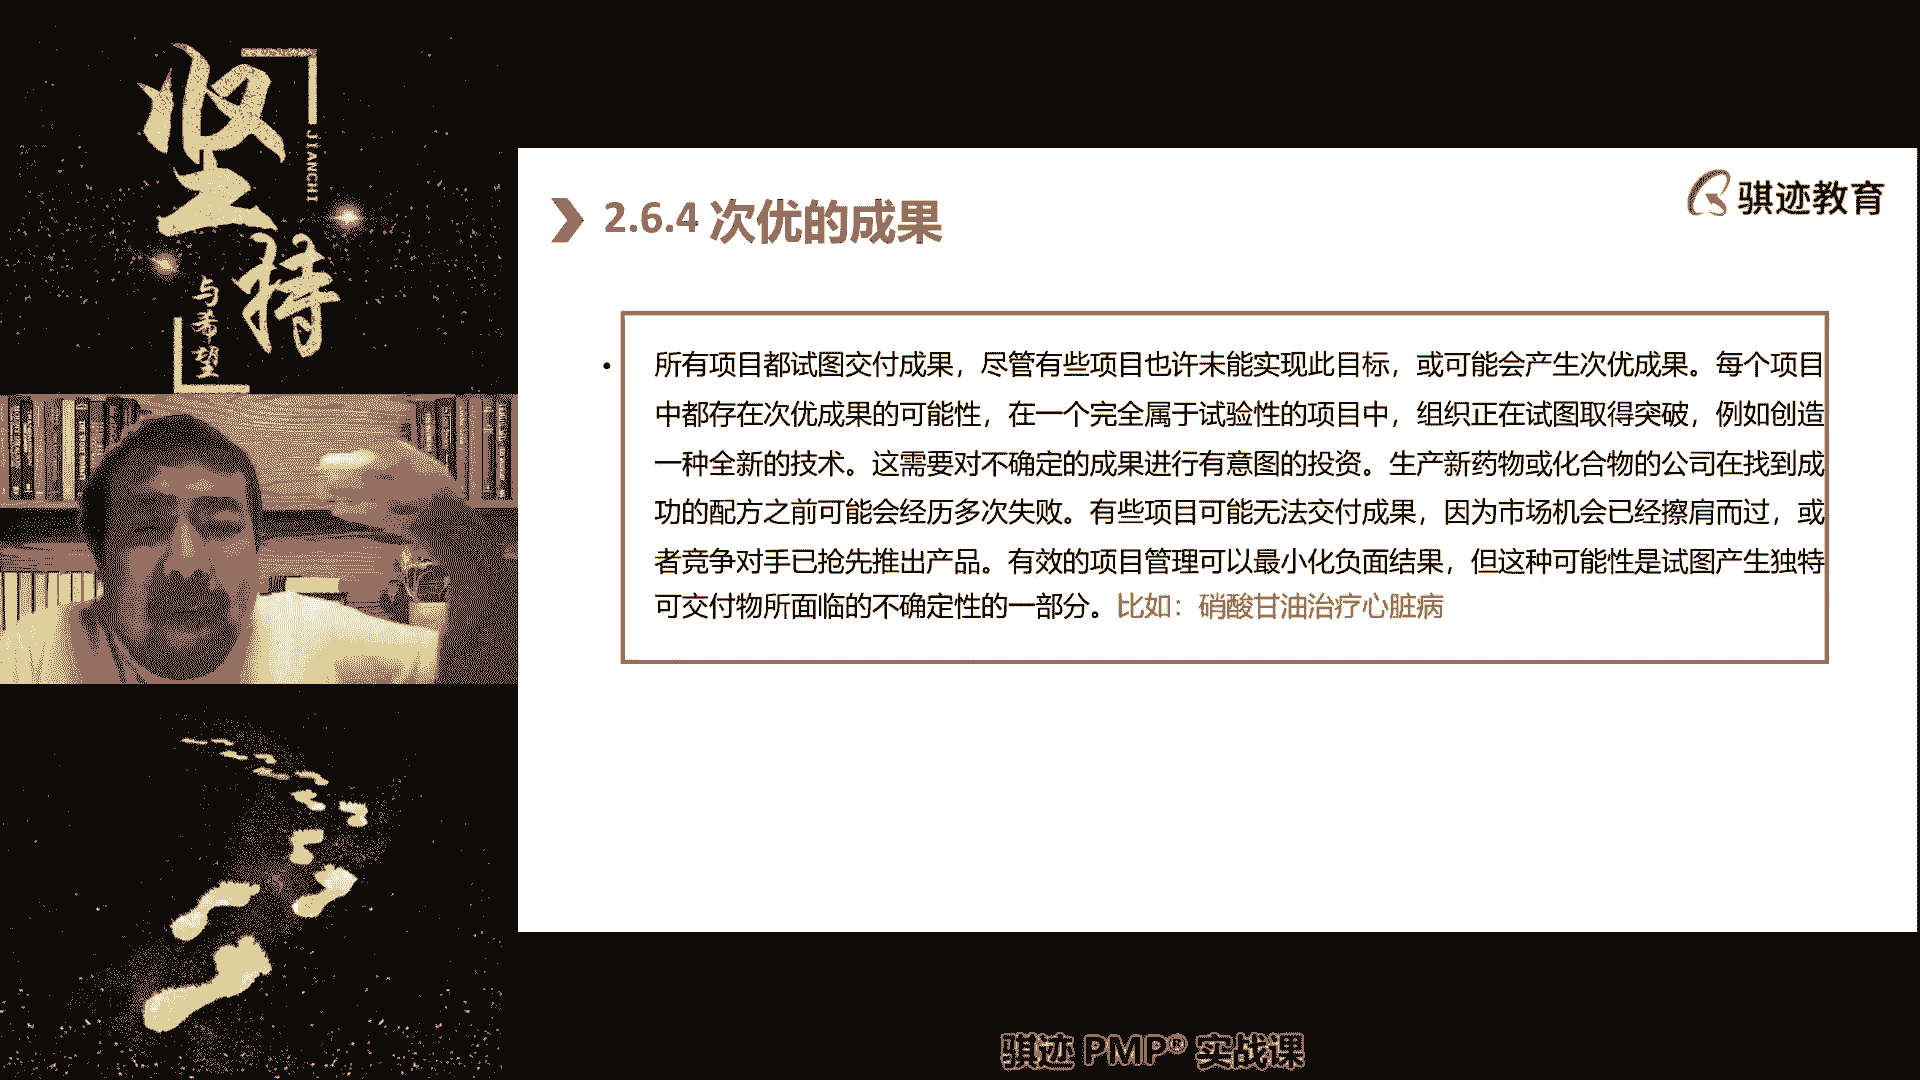 坚持
JIANCHI
与希望
骐迹教育
2.6.4 次优的成果
• 所有项目都试图交付成果，尽管有些项目也许未能实现此目标，或可能会产生次优成果。每个项目
中都存在次优成果的可能性，在一个完全属于试验性的项目中，组织正在试图取得突破，例如创造
一种全新的技术。这需要对不确定的成果进行有意图的投资。生产新药物或化合物的公司在找到成
功的配方之前可能会经历多次失败。有些项目可能无法交付成果，因为市场机会已经擦肩而过，或
者竞争对手已抢先推出产品。有效的项目管理可以最小化负面结果，但这种可能性是试图产生独特
可交付物所面临的不确定性的一部分。比如：硝酸甘油治疗心脏病
骐迹 PMP® 实战课